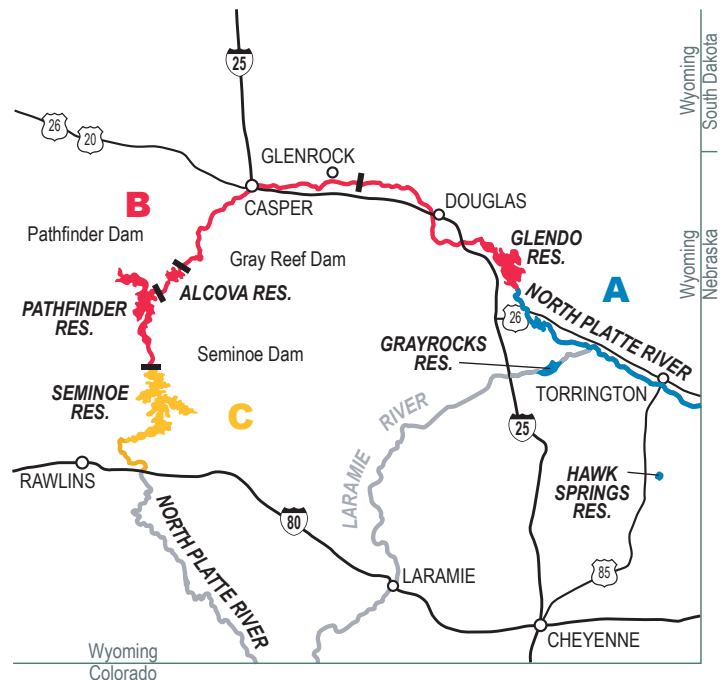 25
Wyoming
South Dakota
26
20
GLENROCK
CASPER
DOUGLAS
B
Pathfinder Dam
Gray Reef Dam
GLENDO
RES.
Wyoming
Nebraska
A
ALCOVA RES.
PATHFINDER
RES.
NORTH PLATTE RIVER
26
GRAYROCKS
RES.
Seminoe Dam
SEMINOE
RES.
TORRINGTON
C
LARAMIE RIVER
25
RAWLINS
HAWK
SPRINGS
RES.
NORTH PLATTE RIVER
80
LARAMIE
85
CHEYENNE
Wyoming
Colorado